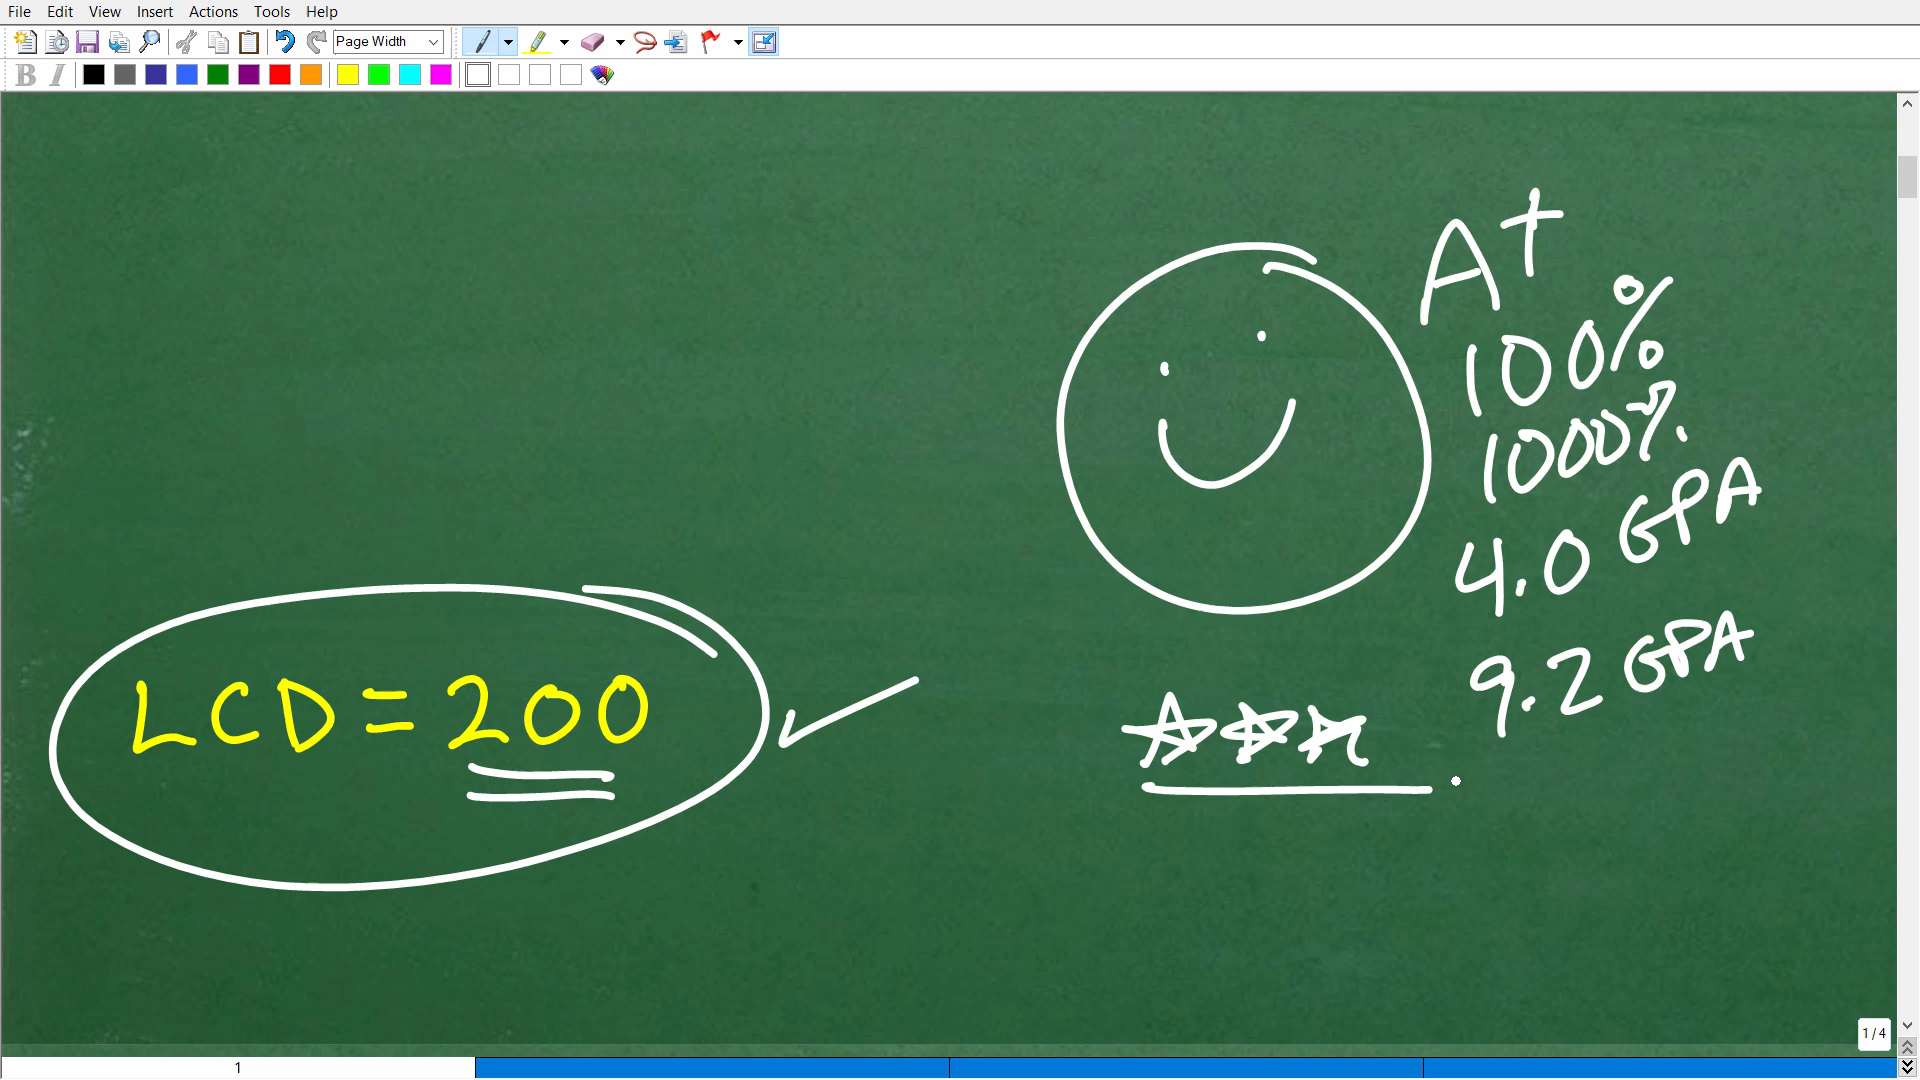 File Edit View Insert Actions Tools Help
Page Width
B I
A+
100%
1000%
4.0 GPA
9.2 GPA
LCD = 200
1 / 4
1